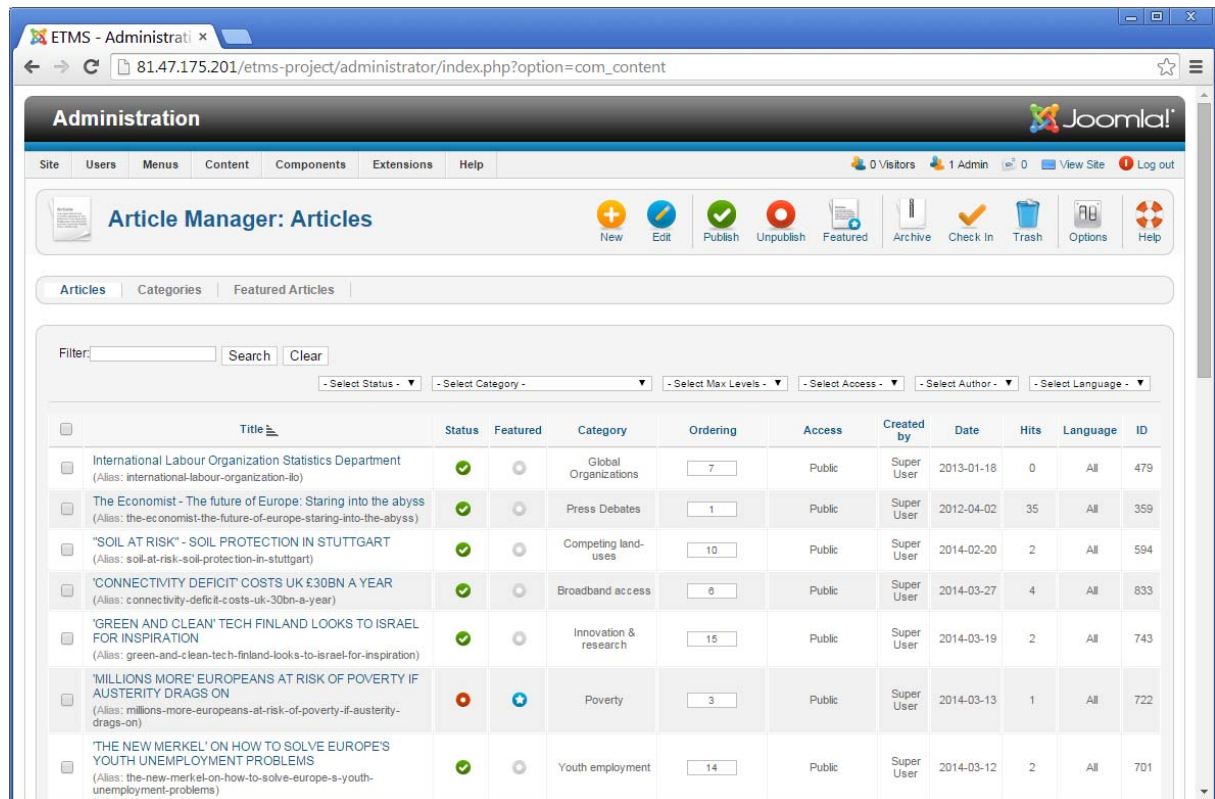 ETMS - Administrati ×
81.47.175.201/etms-project/administrator/index.php?option=com_content
Administration
Joomla!
Site Users Menus Content Components Extensions Help 0 Visitors 1 Admin 0 View Site Log out
Article Manager: Articles
New Edit Publish Unpublish Featured Archive Check In Trash Options Help
Articles Categories Featured Articles
Filter: Search Clear
- Select Status - - Select Category - - Select Max Levels - - Select Access - - Select Author - - Select Language -
Title Status Featured Category Ordering Access Created by Date Hits Language ID
International Labour Organization Statistics Department
(Alias: international-labour-organization-ilo)
Global Organizations 7 Public Super User 2013-01-18 0 All 479
The Economist - The future of Europe: Staring into the abyss
(Alias: the-economist-the-future-of-europe-staring-into-the-abyss)
Press Debates 1 Public Super User 2012-04-02 35 All 359
"SOIL AT RISK" - SOIL PROTECTION IN STUTTGART
(Alias: soil-at-risk-soil-protection-in-stuttgart)
Competing land-uses 10 Public Super User 2014-02-20 2 All 594
'CONNECTIVITY DEFICIT' COSTS UK £30BN A YEAR
(Alias: connectivity-deficit-costs-uk-30bn-a-year)
Broadband access 6 Public Super User 2014-03-27 4 All 833
'GREEN AND CLEAN' TECH FINLAND LOOKS TO ISRAEL
FOR INSPIRATION
(Alias: green-and-clean-tech-finland-looks-to-israel-for-inspiration)
Innovation & research 15 Public Super User 2014-03-19 2 All 743
'MILLIONS MORE' EUROPEANS AT RISK OF POVERTY IF
AUSTERITY DRAGS ON
(Alias: millions-more-europeans-at-risk-of-poverty-if-austerity-
drags-on)
Poverty 3 Public Super User 2014-03-13 1 All 722
'THE NEW MERKEL' ON HOW TO SOLVE EUROPE'S
YOUTH UNEMPLOYMENT PROBLEMS
(Alias: the-new-merkel-on-how-to-solve-europe-s-youth-
unemployment-problems)
Youth employment 14 Public Super User 2014-03-12 2 All 701